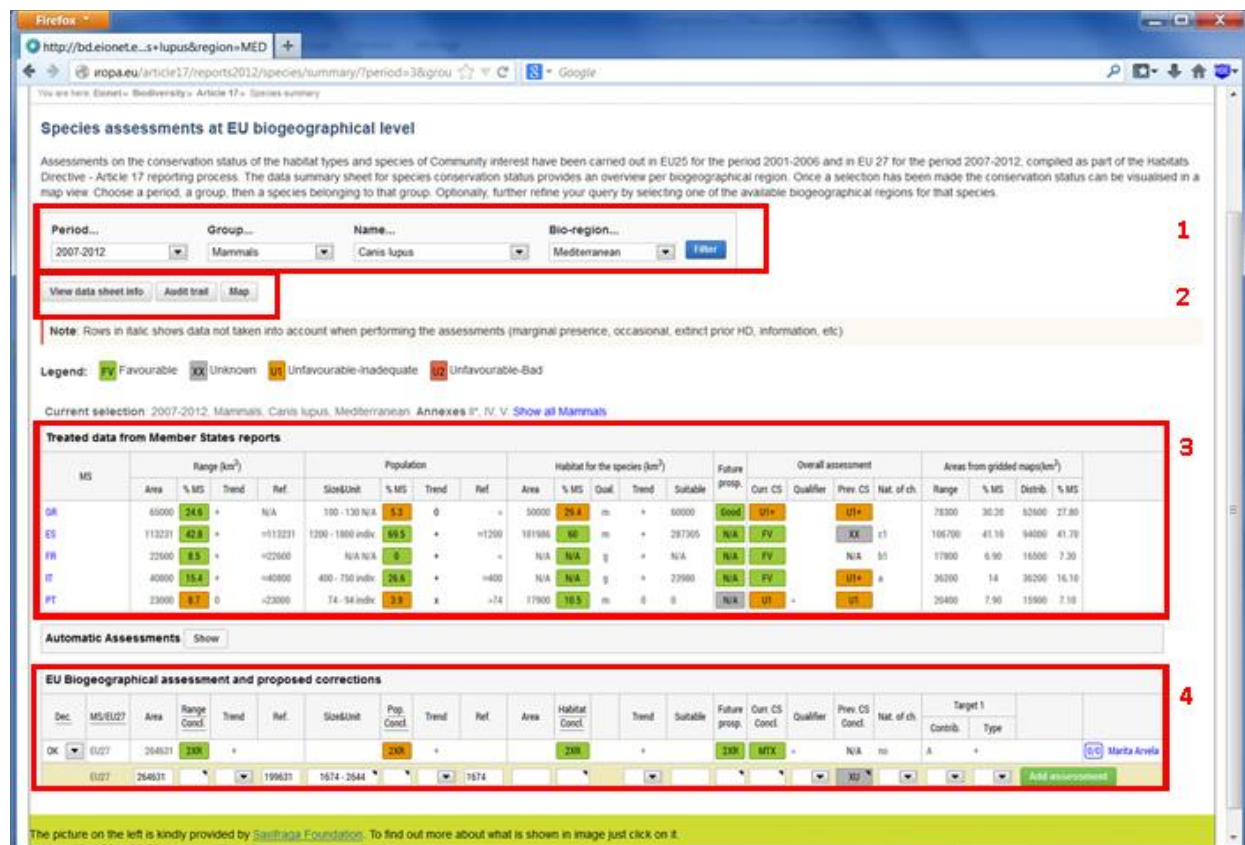 Firefox
http://bd.eionet.e...s+lupus&region=MED +
ropa.eu/article17/reports2012/species/summary/?period=3&grou Google
You are here: Eionet » Biodiversity » Article 17 » Species summary
Species assessments at EU biogeographical level
Assessments on the conservation status of the habitat types and species of Community interest have been carried out in EU25 for the period 2001-2006 and in EU 27 for the period 2007-2012, compiled as part of the Habitats
Directive - Article 17 reporting process. The data summary sheet for species conservation status provides an overview per biogeographical region. Once a selection has been made the conservation status can be visualised in a
map view. Choose a period, a group, then a species belonging to that group. Optionally, further refine your query by selecting one of the available biogeographical regions for that species.
Period... Group... Name... Bio-region... 1
2007-2012 Mammals Canis lupus Mediterranean Filter
View data sheet info Audit trail Map 2
Note: Rows in italic shows data not taken into account when performing the assessments (marginal presence, occasional, extinct prior HD, information, etc)
Legend: FV Favourable XX Unknown U1 Unfavourable-Inadequate U2 Unfavourable-Bad
Current selection: 2007-2012, Mammals, Canis lupus, Mediterranean. Annexes II*, IV, V. Show all Mammals
Treated data from Member States reports 3
MS Range (km²) Population Habitat for the species (km²) Future prosp. Overall assessment Areas from gridded maps(km²)
Area % MS Trend Ref. Size&Unit % MS Trend Ref. Area % MS Qual. Trend Suitable Curr. CS Qualifier Prev. CS Nat. of ch. Range % MS Distrib. % MS
GR 65000 24.6 + N/A 100 - 130 N/A 5.3 0 50000 29.4 m + 60000 Good U1+ U1+ 78300 30.20 62600 27.80
ES 113231 42.8 + =113231 1200 - 1800 indiv. 69.5 + =1200 101986 60 m + 287305 N/A FV XX c1 106700 41.10 94000 41.70
FR 22600 8.5 + =22600 N/A N/A 0 + N/A N/A g + N/A N/A FV N/A b1 17900 6.90 16500 7.30
IT 40800 15.4 + =40800 400 - 750 indiv. 26.6 + =400 N/A N/A g + 23980 N/A FV U1+ a 36200 14 36200 16.10
PT 23000 8.7 0 >23000 74 - 94 indiv. 3.9 x >74 17900 10.5 m 0 0 N/A U1 U1 20400 7.90 15900 7.10
Automatic Assessments Show
EU Biogeographical assessment and proposed corrections 4
Dec. MS/EU27 Area Range Concl. Trend Ref. Size&Unit Pop. Concl. Trend Ref. Area Habitat Concl. Trend Suitable Future prosp. Curr. CS Concl. Qualifier Prev. CS Concl. Nat. of ch. Target 1
Contrib. Type
OK EU27 264631 2XR + 2XR + 2XR + 2XR MTX N/A no A + 0/0 Marita Arvela
EU27 264631 199631 1674 - 2644 1674 XU Add assessment
The picture on the left is kindly provided by Saxifraga Foundation. To find out more about what is shown in image just click on it.